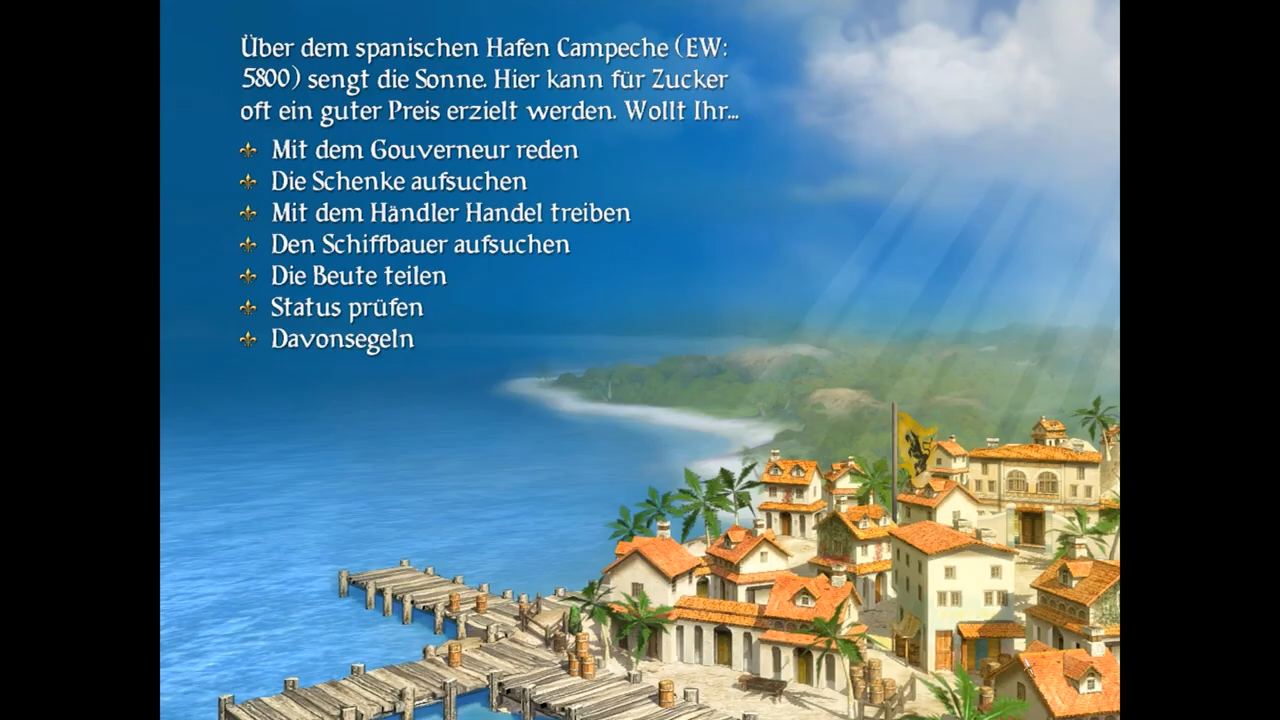 Über dem spanischen Hafen Campeche (EW:
5800) sengt die Sonne. Hier kann für Zucker
oft ein guter Preis erzielt werden. Wollt Ihr...
Mit dem Gouverneur reden
Die Schenke aufsuchen
Mit dem Händler Handel treiben
Den Schiffbauer aufsuchen
Die Beute teilen
Status prüfen
Davonsegeln